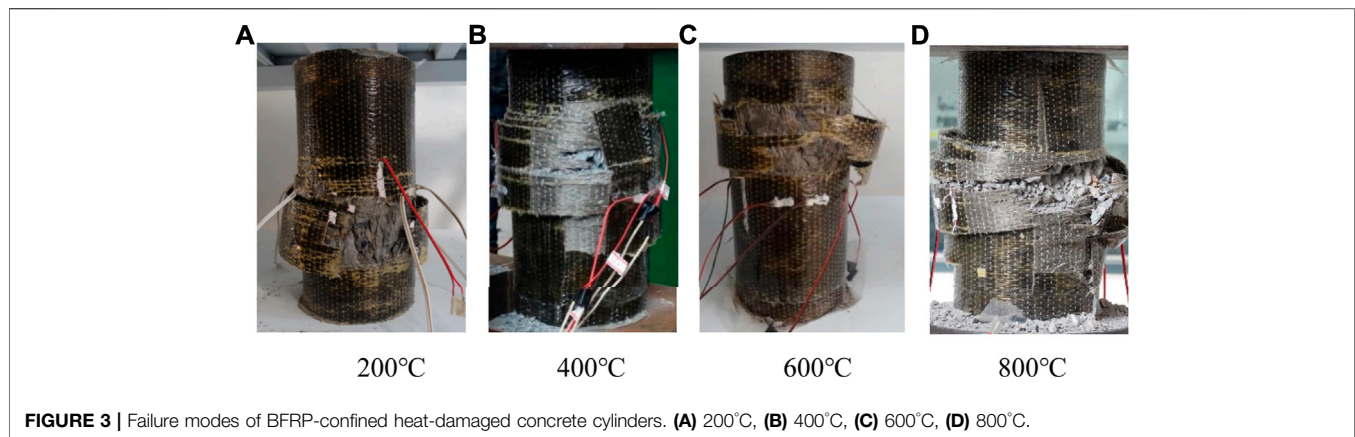 A B C D
200℃ 400℃ 600℃ 800℃
FIGURE 3 | Failure modes of BFRP-confined heat-damaged concrete cylinders. (A) 200°C, (B) 400°C, (C) 600°C, (D) 800°C.